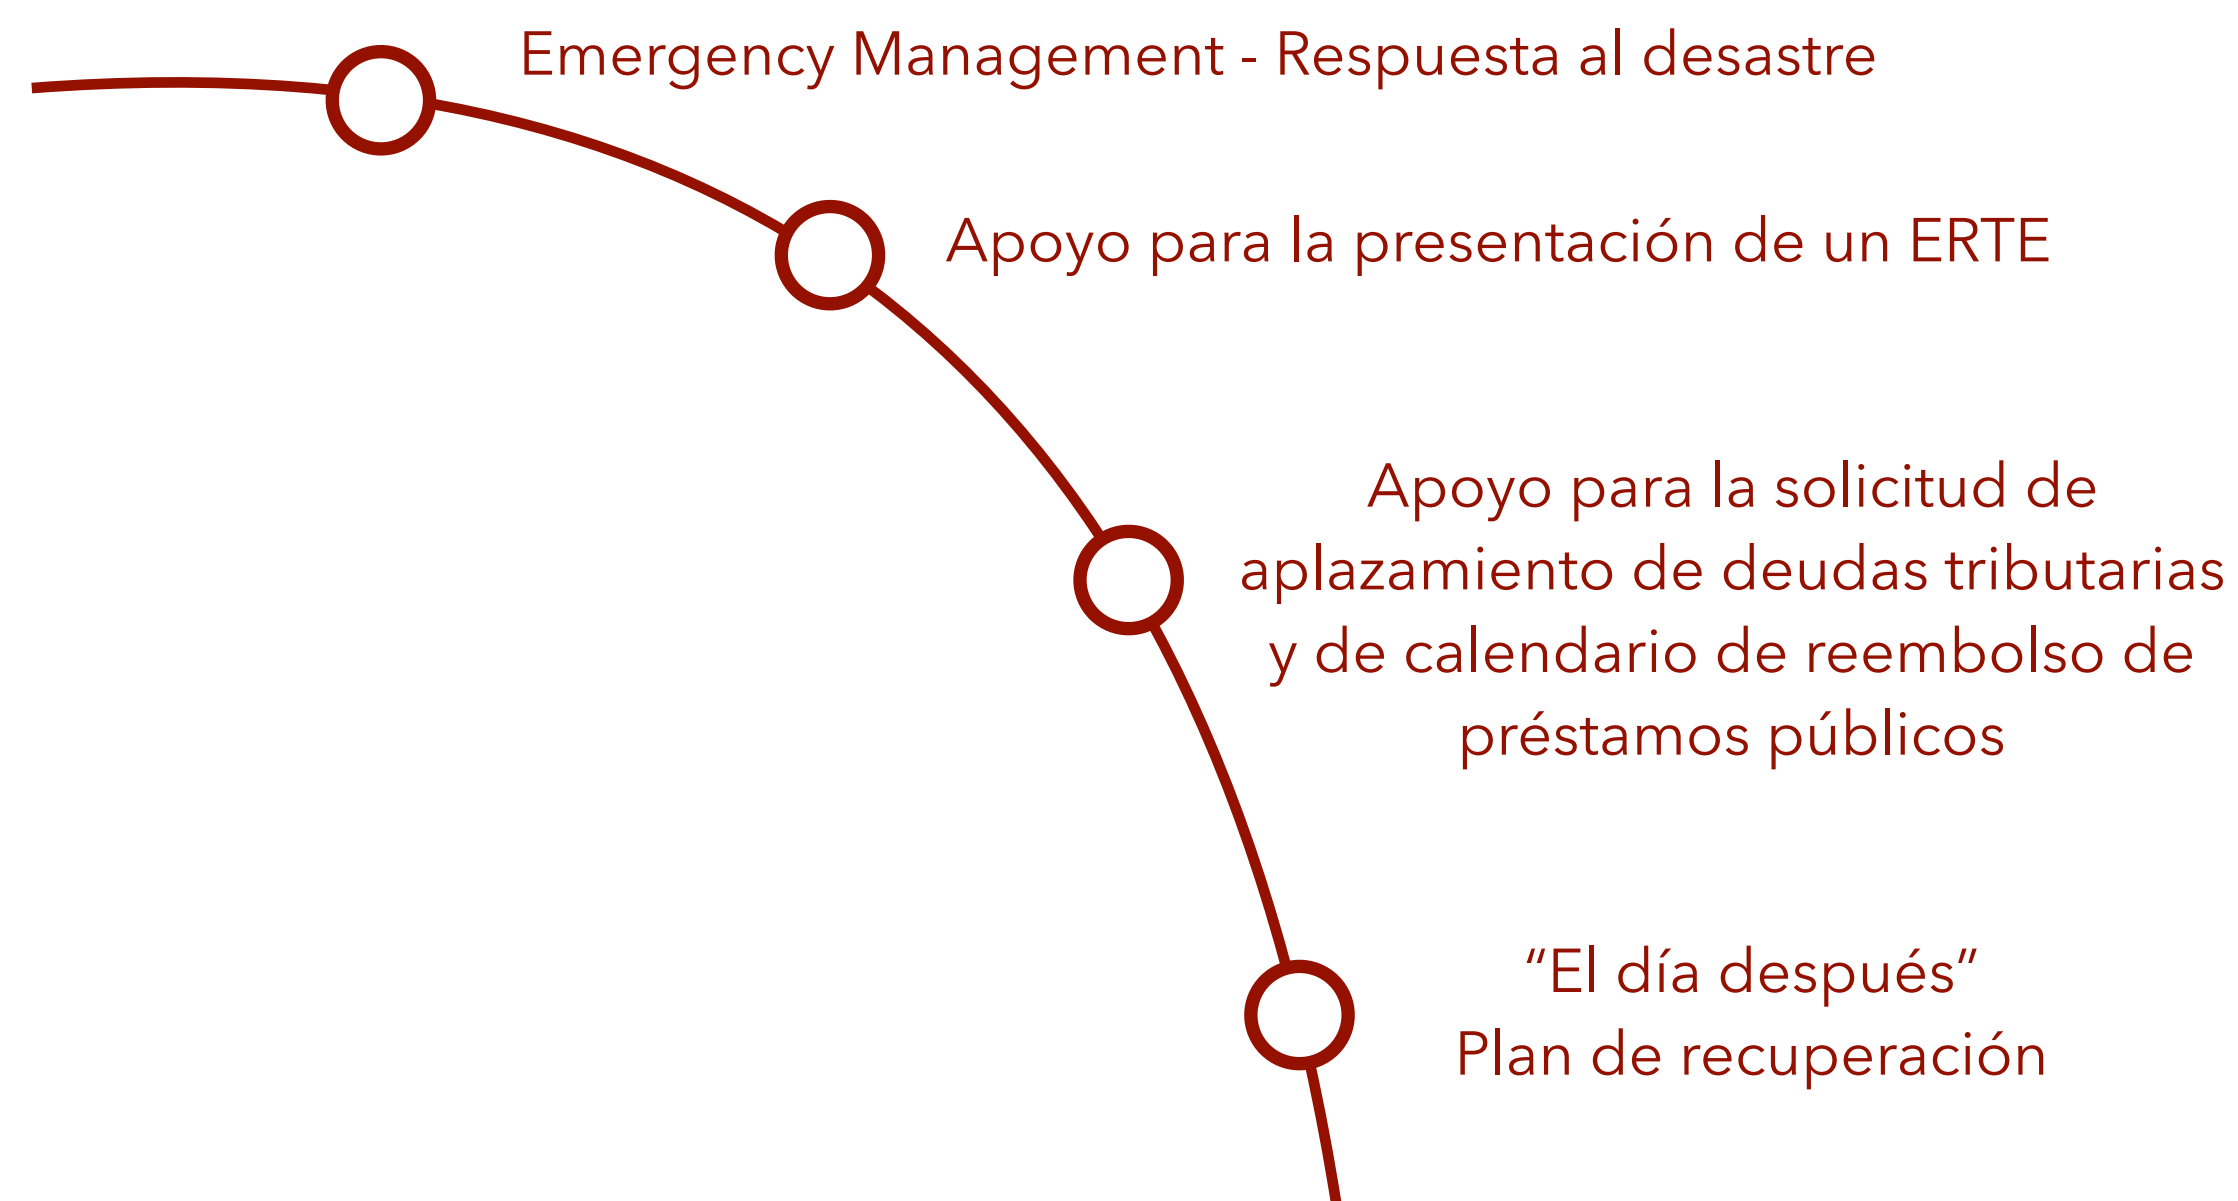 Emergency Management - Respuesta al desastre
Apoyo para la presentación de un ERTE
Apoyo para la solicitud de
aplazamiento de deudas tributarias
y de calendario de reembolso de
préstamos públicos
“El día después”
Plan de recuperación